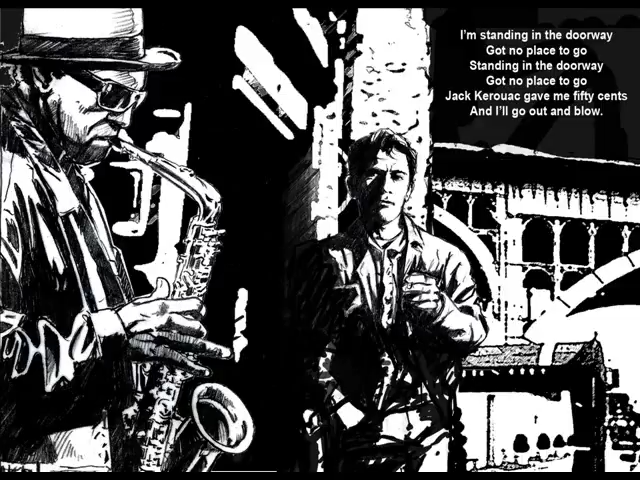 I'm standing in the doorway
Got no place to go
Standing in the doorway
Got no place to go
Jack Kerouac gave me fifty cents
And I'll go out and blow.